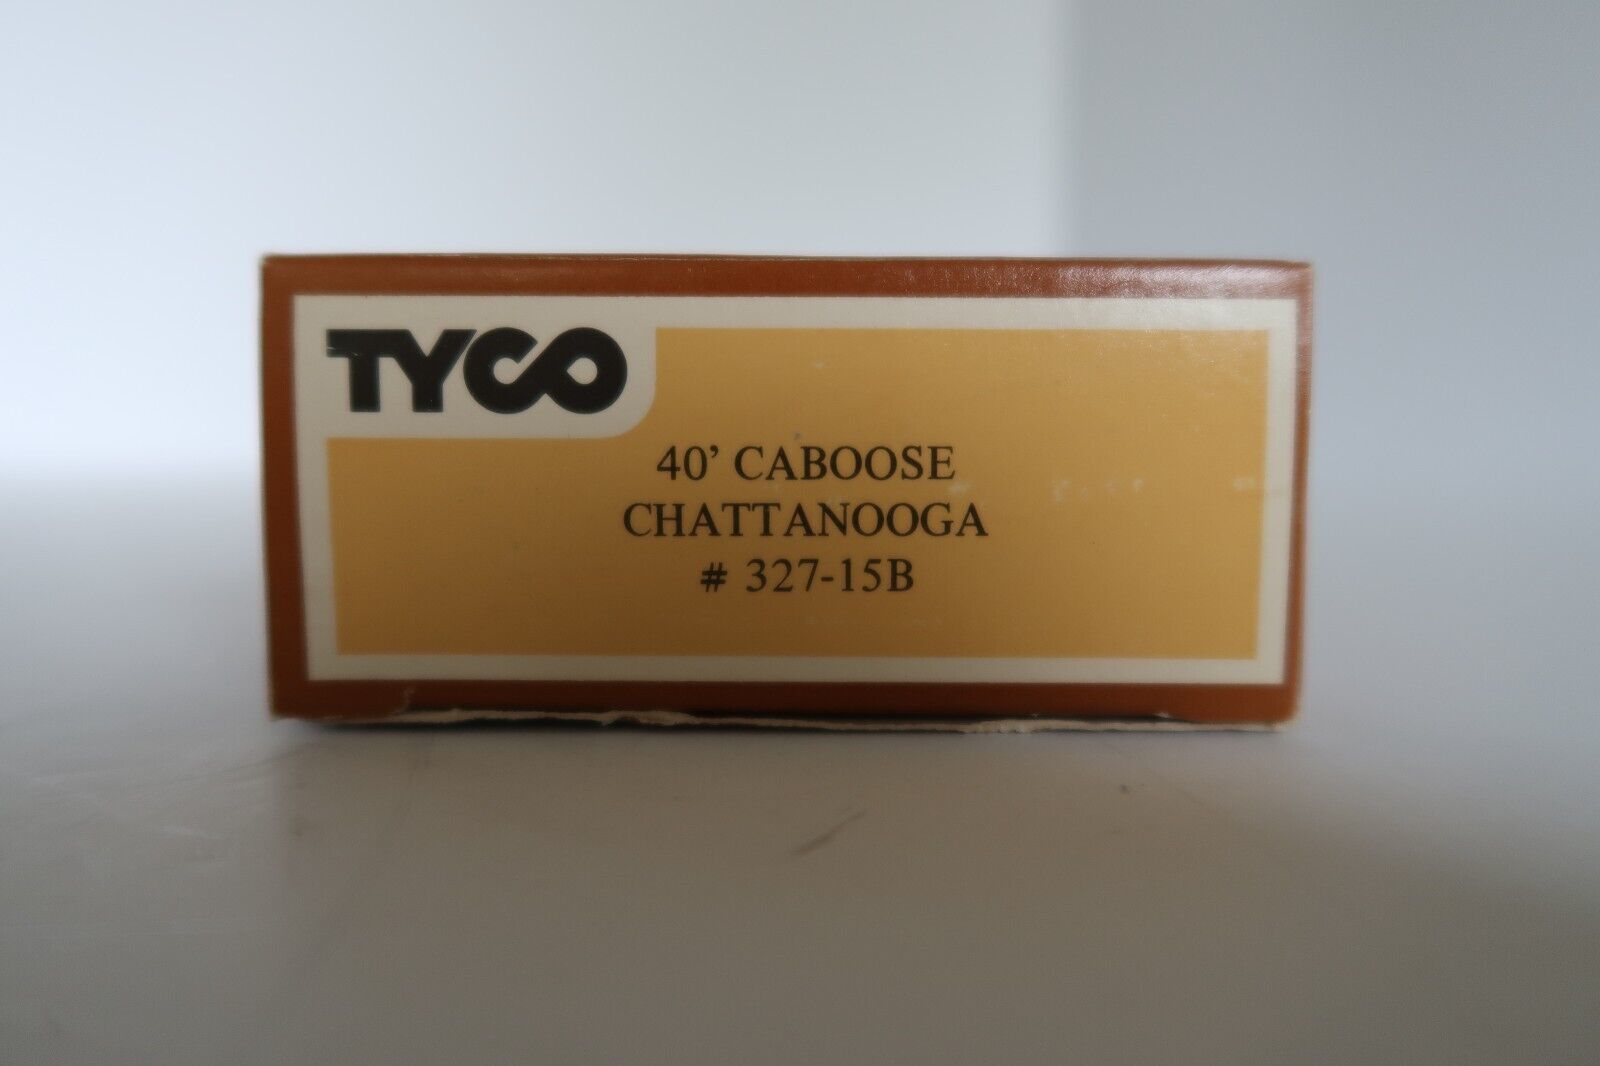 TYCO
40' CABOOSE
CHATTANOOGA
# 327-15B